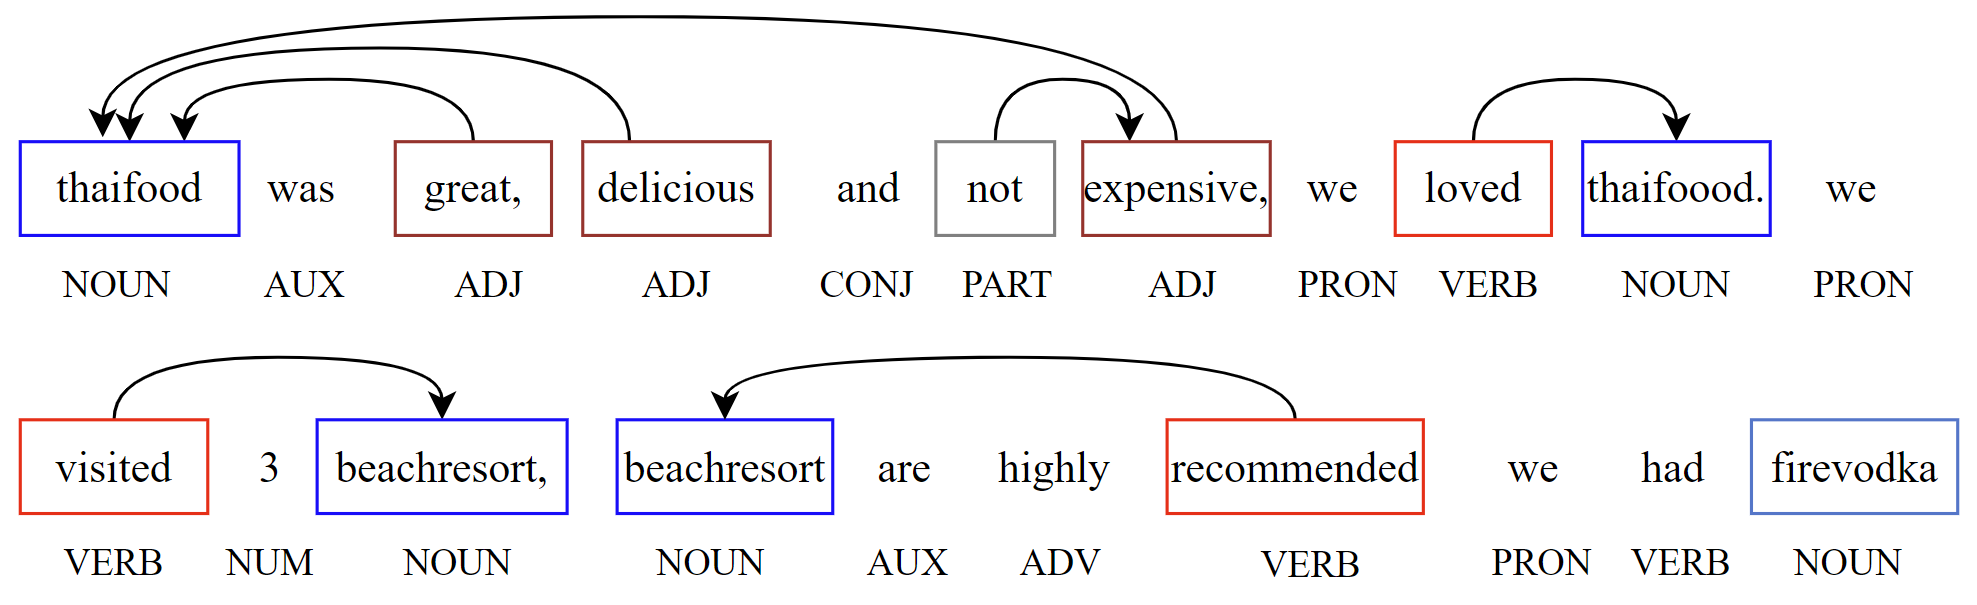 thaifood was great, delicious and not expensive, we loved thaifoood. we
NOUN AUX ADJ ADJ CONJ PART ADJ PRON VERB NOUN PRON
visited 3 beachresort, beachresort are highly recommended we had firevodka
VERB NUM NOUN NOUN AUX ADV VERB PRON VERB NOUN